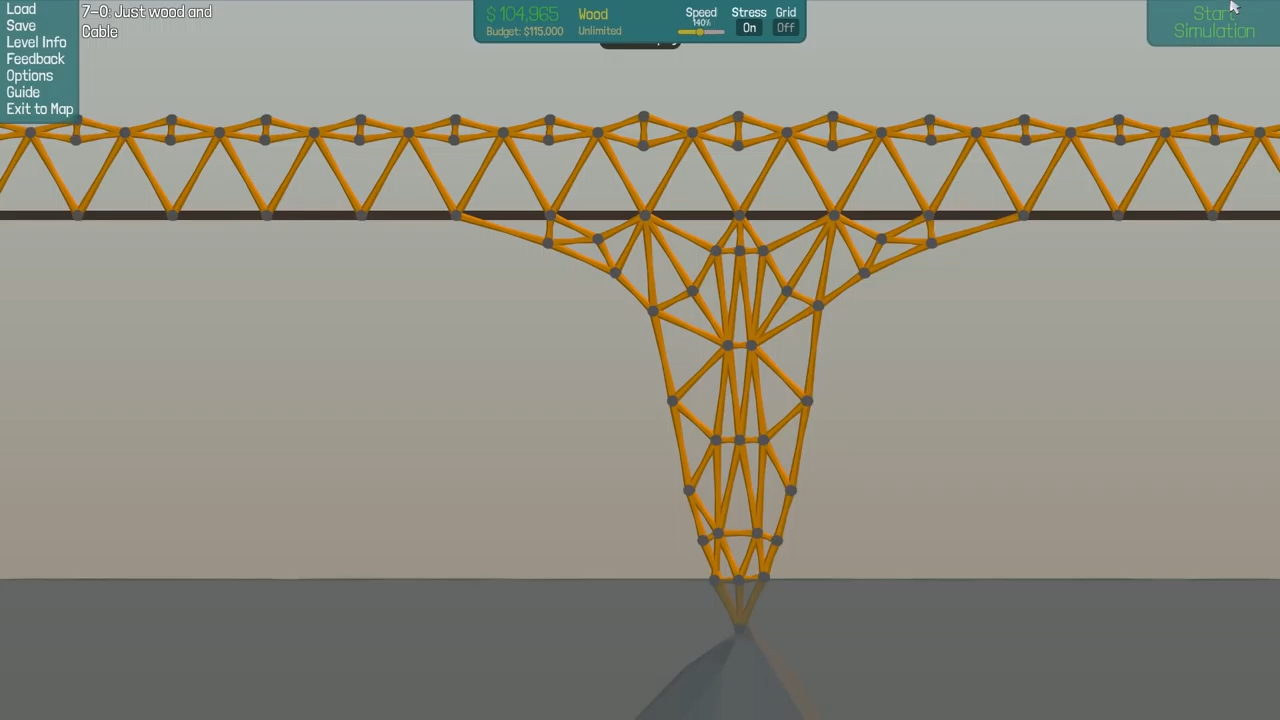 Load
Save
Level Info
Feedback
Options
Guide
Exit to Map
7-0: Just wood and
Cable
$104,965
Budget: $115,000
Wood
Unlimited
Speed
140%
Stress
On
Grid
Off
Start
Simulation